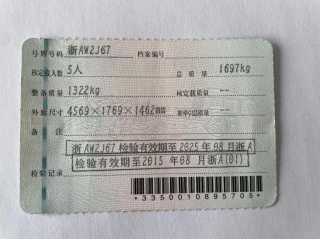 号牌号码 浙AW2J67 档案编号
核定载人数 5人 总质量 1697kg
整备质量 1322kg 核定载质量 --
外廓尺寸 4569×1769×1462mm 准牵引总质量 --
备注
浙AW2J67 检验有效期至2025年08月浙A
检验有效期至2015年08月浙A(01)
检验记录
*3350010895705*